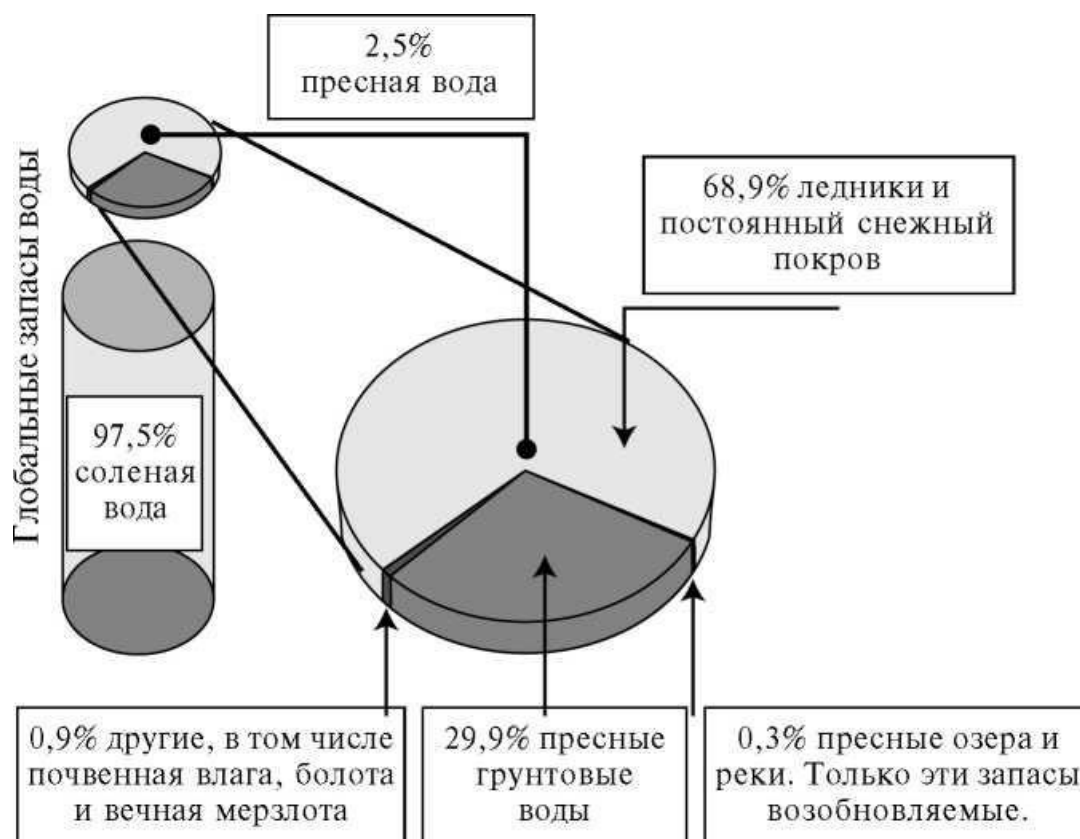 2,5%
пресная вода
Глобальные запасы воды
68,9% ледники и
постоянный снежный
покров
97,5%
соленая
вода
0,9% другие, в том числе
почвенная влага, болота
и вечная мерзлота
29,9% пресные
грунтовые
воды
0,3% пресные озера и
реки. Только эти запасы
возобновляемые.